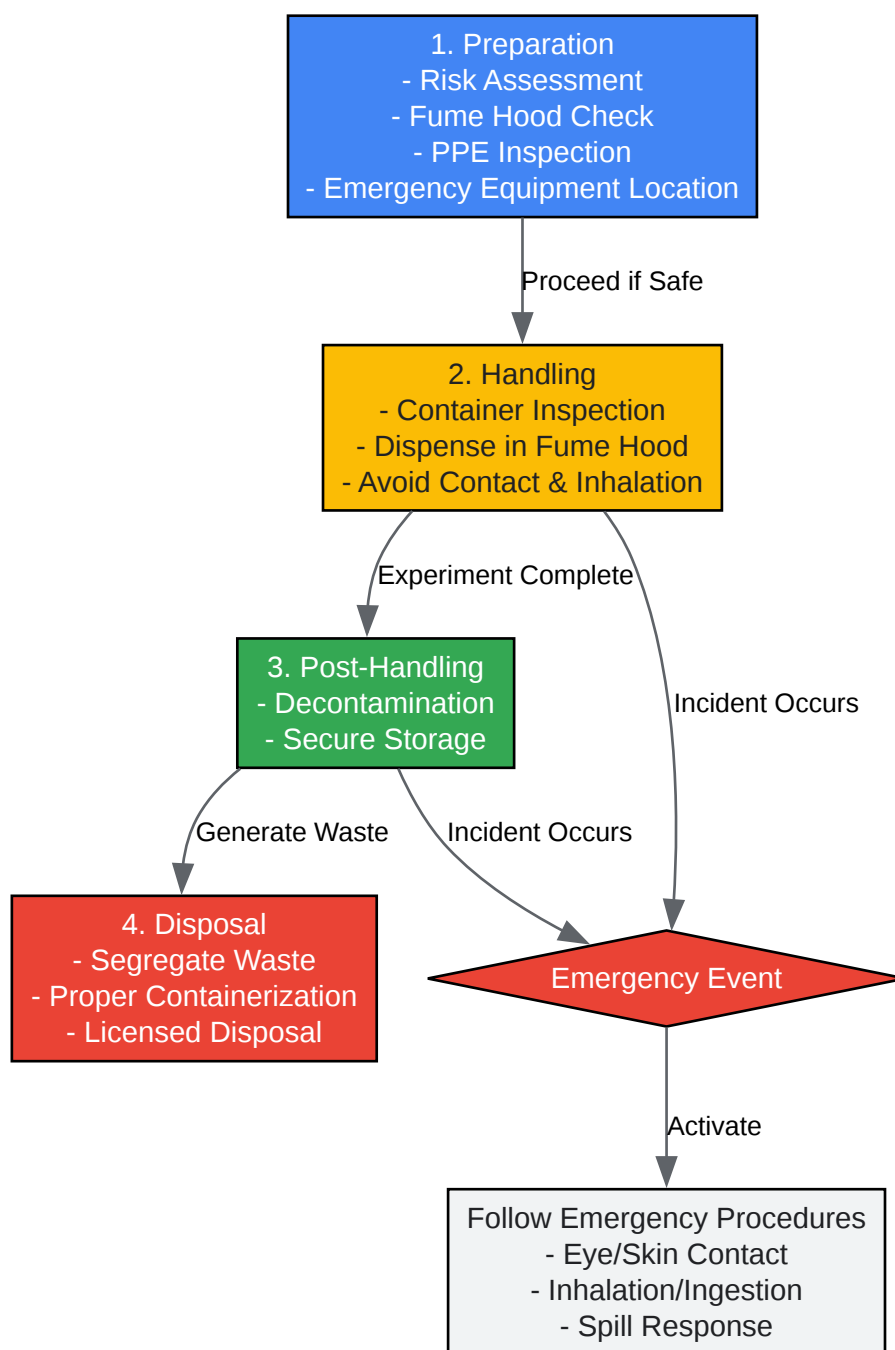 1. Preparation
- Risk Assessment
- Fume Hood Check
- PPE Inspection
- Emergency Equipment Location
Proceed if Safe
2. Handling
- Container Inspection
- Dispense in Fume Hood
- Avoid Contact & Inhalation
Experiment Complete
Incident Occurs
3. Post-Handling
- Decontamination
- Secure Storage
Generate Waste
Incident Occurs
4. Disposal
- Segregate Waste
- Proper Containerization
- Licensed Disposal
Emergency Event
Activate
Follow Emergency Procedures
- Eye/Skin Contact
- Inhalation/Ingestion
- Spill Response